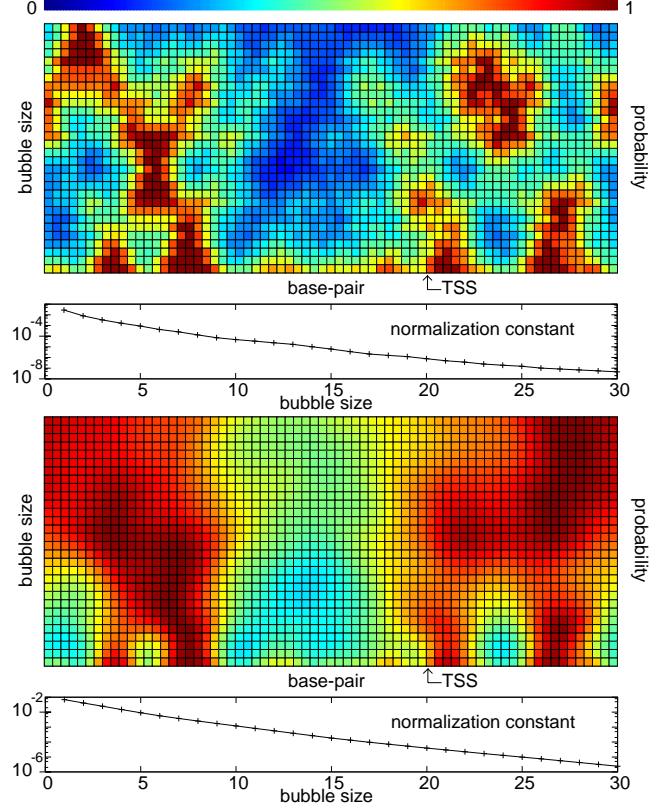 0 1
bubble size
probability
base-pair
TSS
normalization constant
10^-4
10^-8
0 5 10 15 20 25 30
bubble size
bubble size
probability
base-pair
TSS
normalization constant
10^-2
10^-6
10
0 5 10 15 20 25 30
bubble size